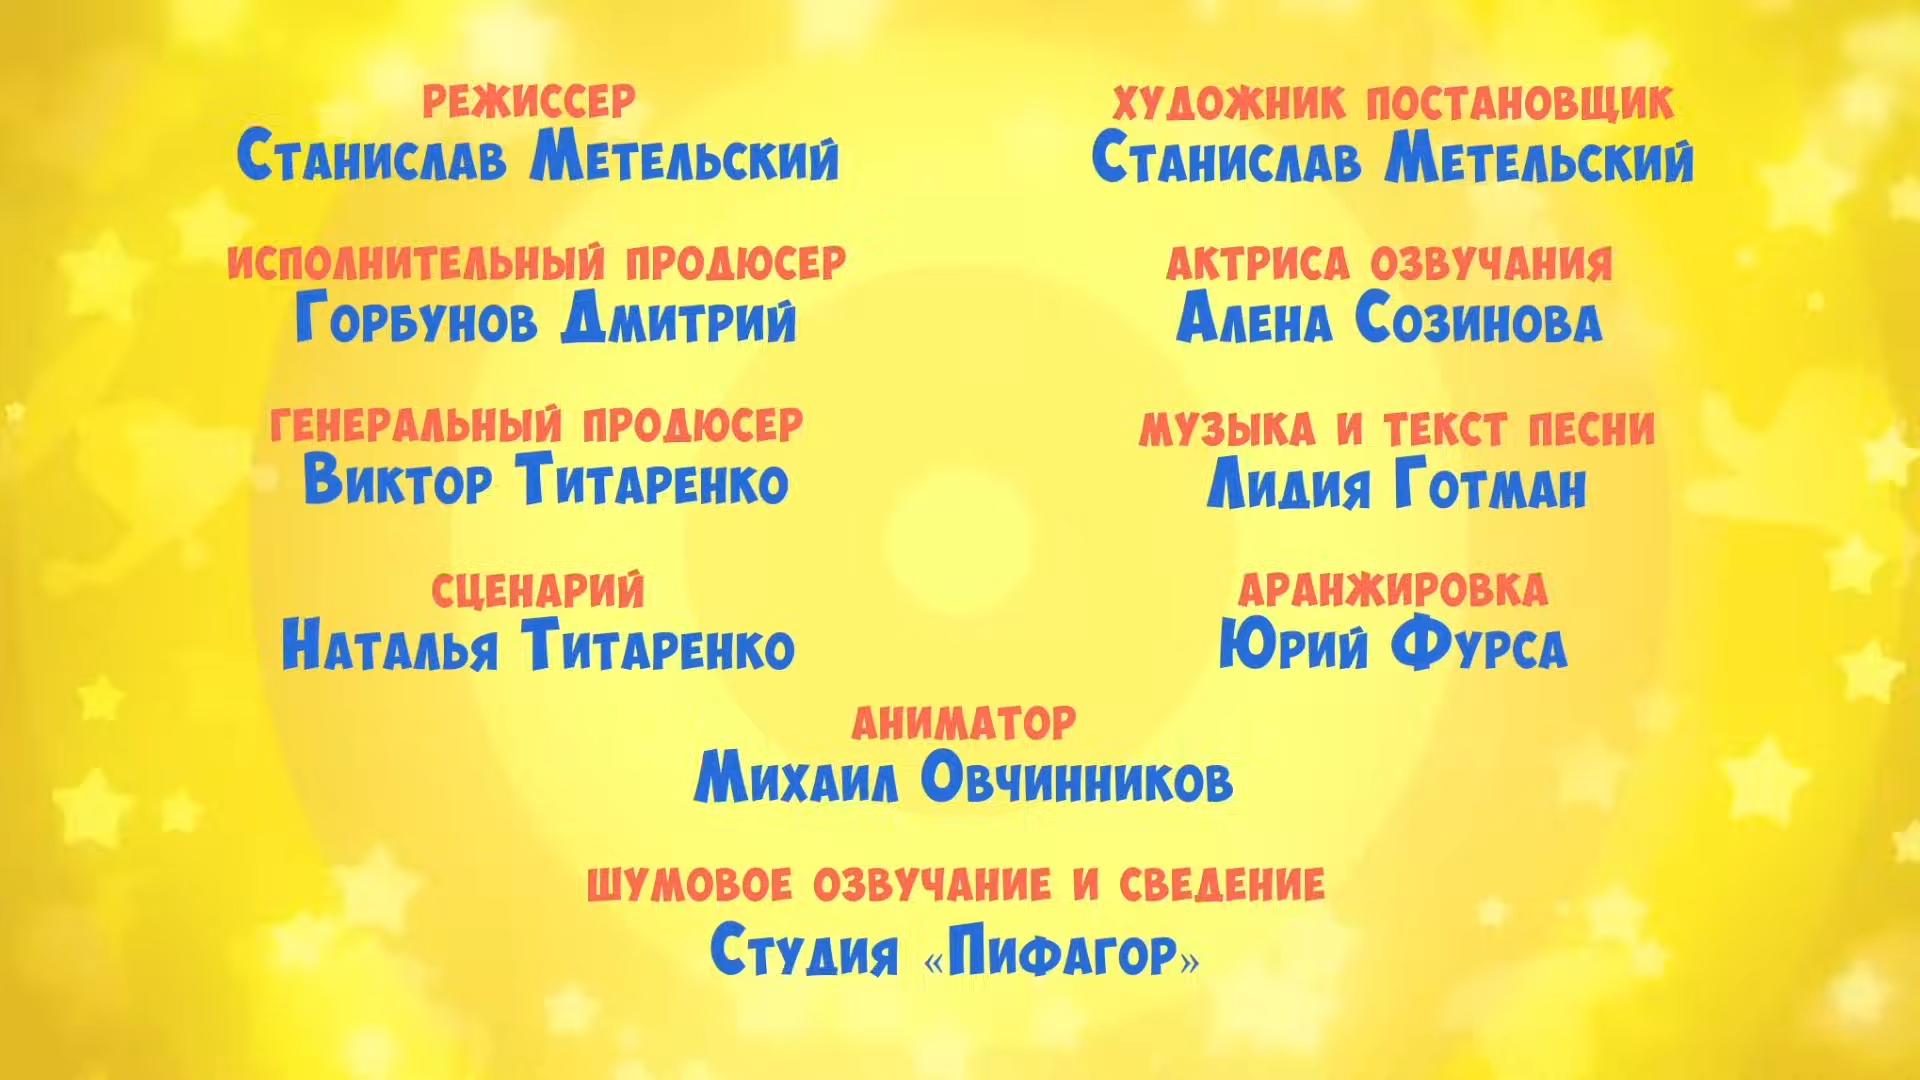 РЕЖИССЕР
Станислав Метельский
ИСПОЛНИТЕЛЬНЫЙ ПРОДЮСЕР
Горбунов Дмитрий
ГЕНЕРАЛЬНЫЙ ПРОДЮСЕР
Виктор Титаренко
СЦЕНАРИЙ
Наталья Титаренко
ХУДОЖНИК ПОСТАНОВЩИК
Станислав Метельский
АКТРИСА ОЗВУЧАНИЯ
Алена Созинова
МУЗЫКА И ТЕКСТ ПЕСНИ
Лидия Готман
АРАНЖИРОВКА
Юрий Фурса
АНИМАТОР
Михаил Овчинников
ШУМОВОЕ ОЗВУЧАНИЕ И СВЕДЕНИЕ
Студия «Пифагор»